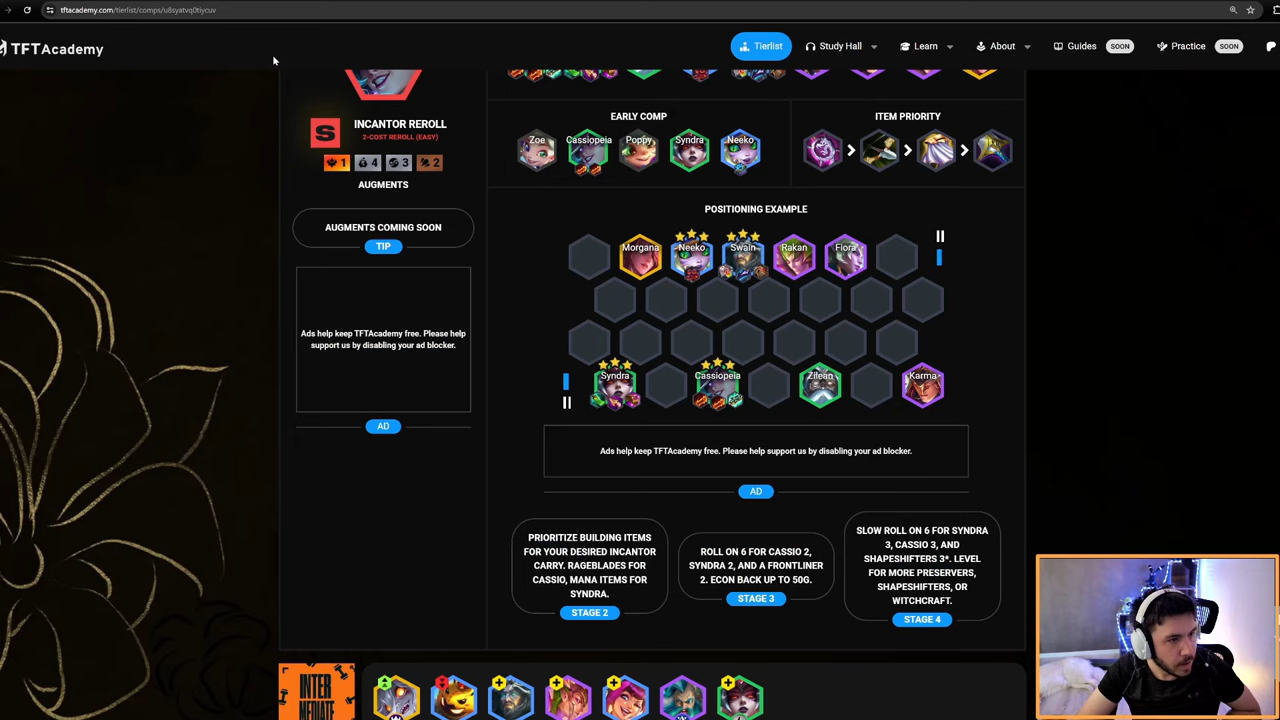 tftacademy.com/tierlist/comps/u8syatvq0tiycuv
TFTAcademy
Tierlist
Study Hall
Learn
About
Guides
SOON
Practice
SOON
S
INCANTOR REROLL
2-COST REROLL (EASY)
1
4
3
2
AUGMENTS
AUGMENTS COMING SOON
TIP
Ads help keep TFTAcademy free. Please help
support us by disabling your ad blocker.
AD
EARLY COMP
Zoe
Cassiopeia
Poppy
Syndra
Neeko
ITEM PRIORITY
POSITIONING EXAMPLE
Morgana
Neeko
Swain
Rakan
Fiora
Syndra
Cassiopeia
Zilean
Karma
Ads help keep TFTAcademy free. Please help support us by disabling your ad blocker.
AD
PRIORITIZE BUILDING ITEMS
FOR YOUR DESIRED INCANTOR
CARRY. RAGEBLADES FOR
CASSIO, MANA ITEMS FOR
SYNDRA.
STAGE 2
ROLL ON 6 FOR CASSIO 2,
SYNDRA 2, AND A FRONTLINER
2. ECON BACK UP TO 50G.
STAGE 3
SLOW ROLL ON 6 FOR SYNDRA
3, CASSIO 3, AND
SHAPESHIFTERS 3*. LEVEL
FOR MORE PRESERVERS,
SHAPESHIFTERS, OR
WITCHCRAFT.
STAGE 4
INTER
MEDIATE